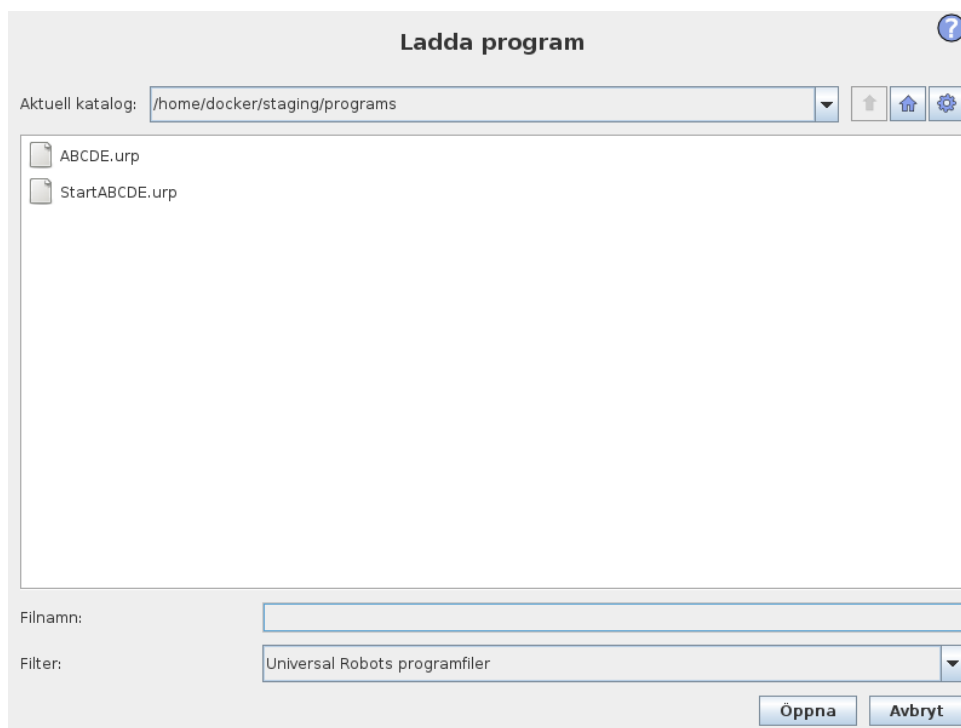 Ladda program
?
Aktuell katalog: /home/docker/staging/programs
ABCDE.urp
StartABCDE.urp
Filnamn:
Filter: Universal Robots programfiler
Öppna Avbryt